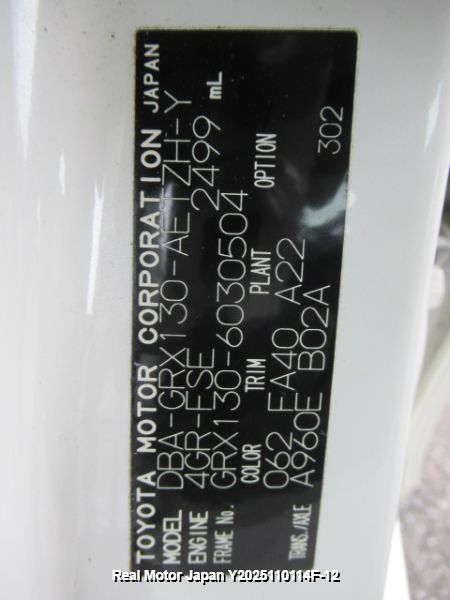 TOYOTA MOTOR CORPORATION JAPAN
MODEL DBA-GRX130-AETZH-Y
ENGINE 4GR-FSE 2499 mL
FRAME No. GRX130-6030504
COLOR TRIM PLANT OPTION
062 FA40 A22
TRANS./AXLE A960E B02A 302
Real Motor Japan Y2025110114F-12